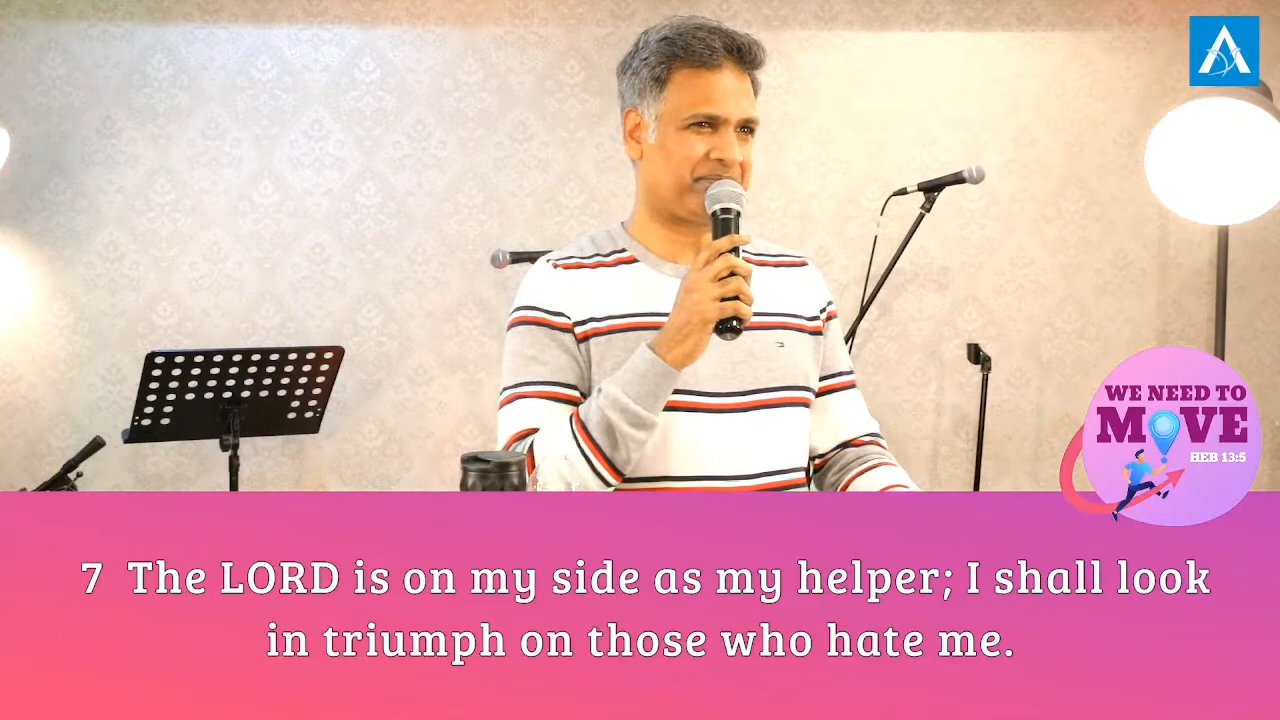 WE NEED TO
MOVE
HEB 13:5
7 The LORD is on my side as my helper; I shall look
in triumph on those who hate me.